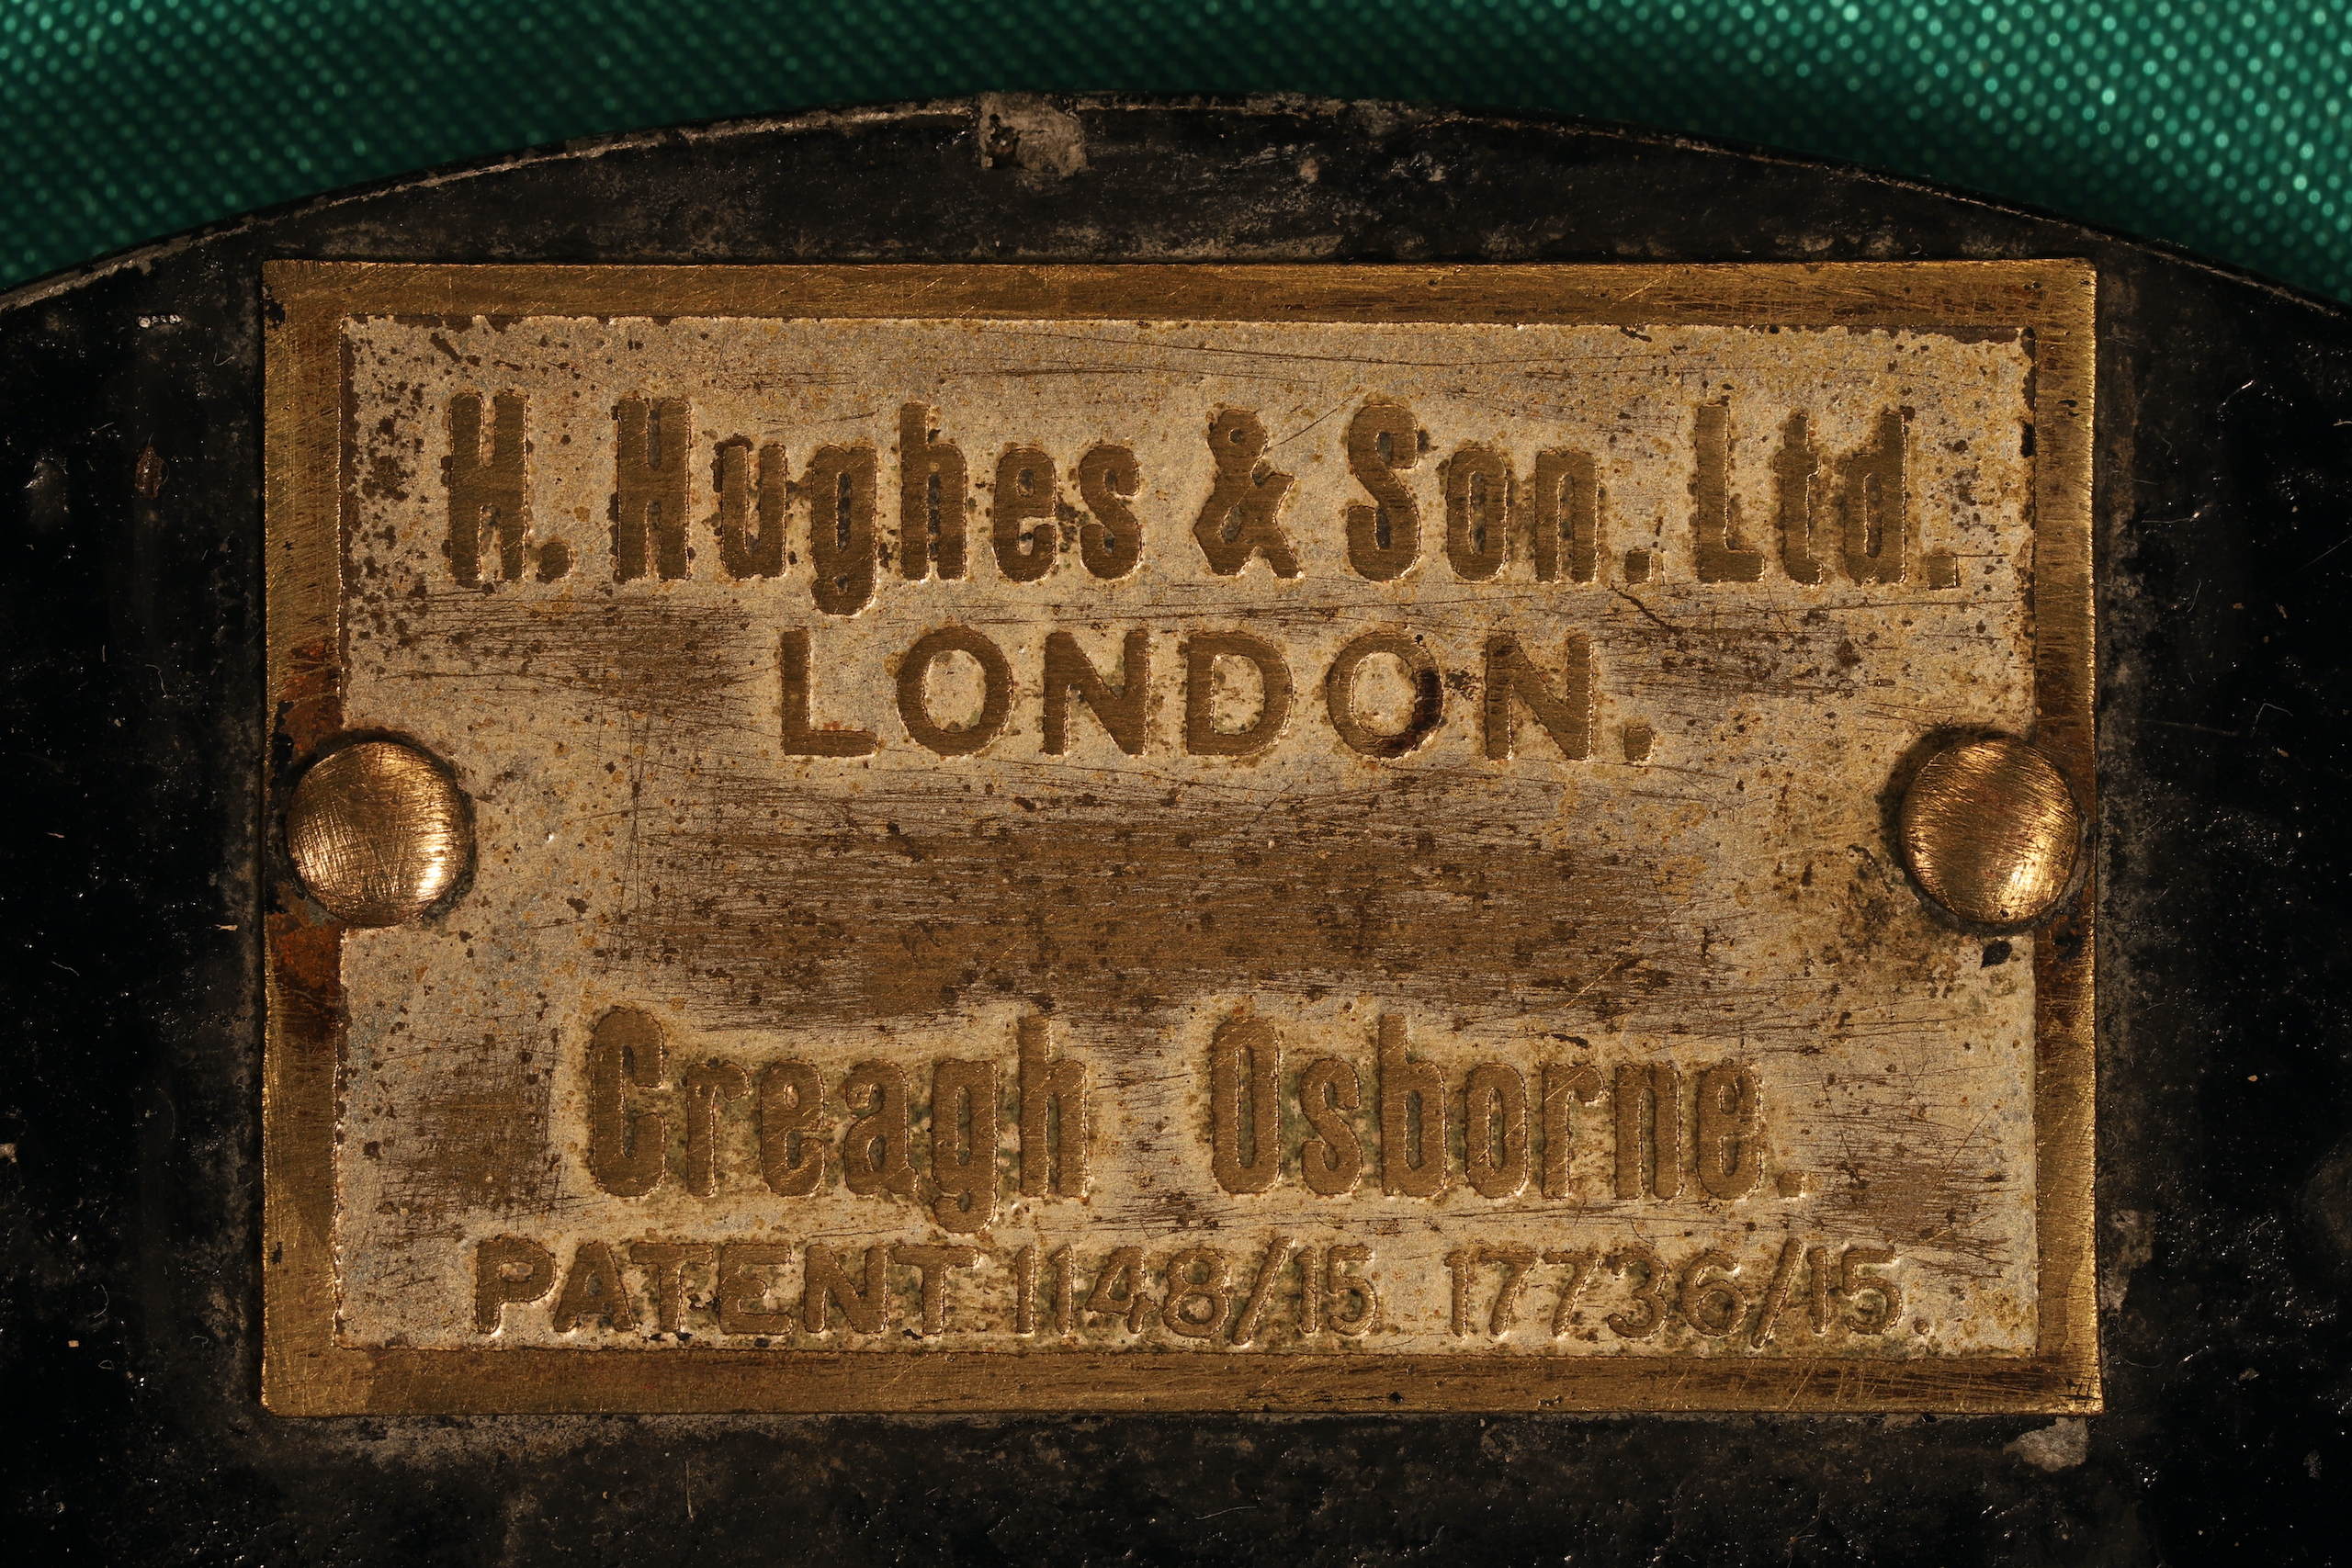 H. Hughes & Son. Ltd.
LONDON.
Creagh Osborne.
PATENT 1148/15 17736/15.